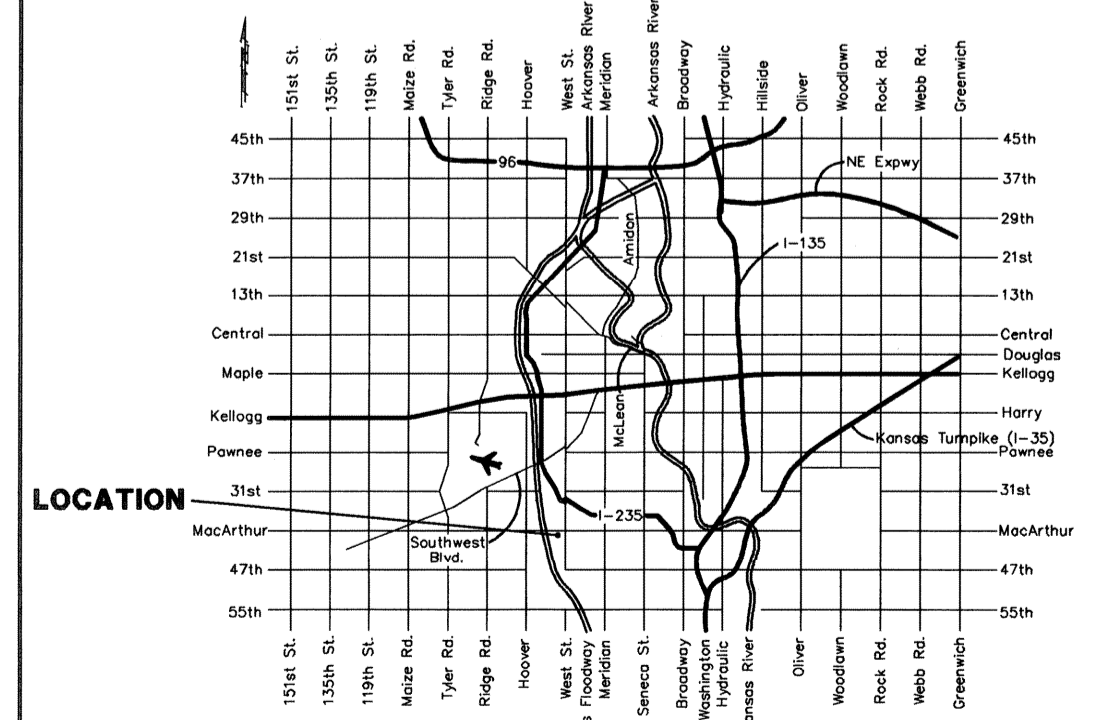 151st St.
135th St.
119th St.
Maize Rd.
Tyler Rd.
Ridge Rd.
Hoover
West St.
Arkansas River
Meridian
Arkansas River
Broadway
Hydraulic
Hillside
Oliver
Woodlawn
Rock Rd.
Webb Rd.
Greenwich
45th
45th
96
NE Expwy
37th
37th
29th
29th
Amidon
I-135
21st
21st
13th
13th
Central
Central
Douglas
Maple
Kellogg
Kellogg
Harry
McLean
Kansas Turnpike (I-35)
Pawnee
Pawnee
31st
31st
LOCATION
I-235
MacArthur
MacArthur
Southwest
Blvd.
47th
47th
55th
55th
151st St.
135th St.
119th St.
Maize Rd.
Tyler Rd.
Ridge Rd.
Hoover
West St.
s Floodway
Meridian
Seneca St.
Broadway
Washington
Hydraulic
ansas River
Oliver
Woodlawn
Rock Rd.
Webb Rd.
Greenwich